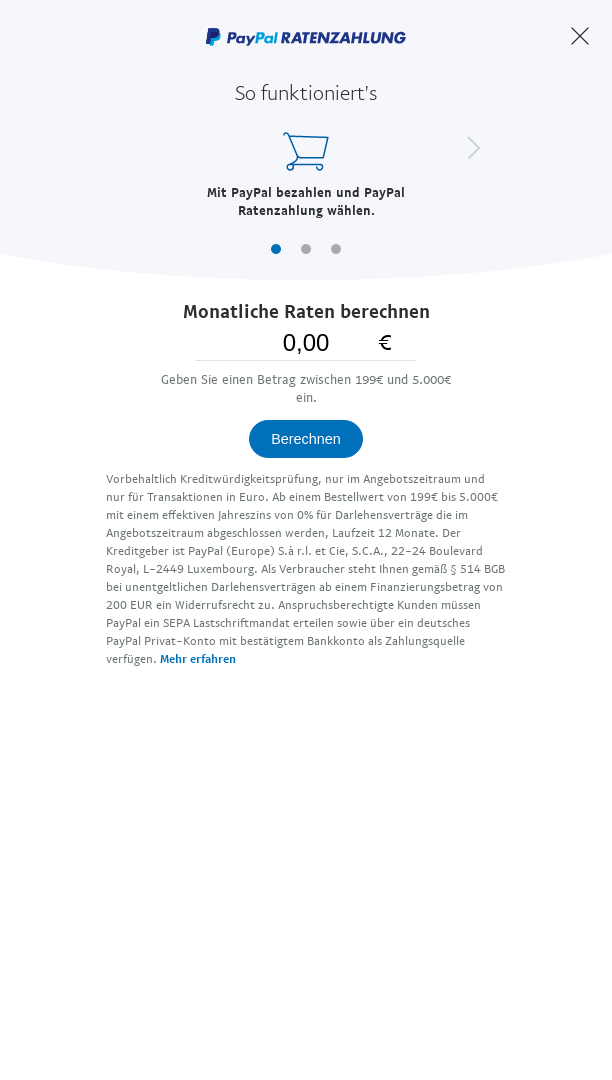 PayPal RATENZAHLUNG
So funktioniert's
Mit PayPal bezahlen und PayPal
Ratenzahlung wählen.
Monatliche Raten berechnen
0,00 €
Geben Sie einen Betrag zwischen 199€ und 5.000€
ein.
Berechnen
Vorbehaltlich Kreditwürdigkeitsprüfung, nur im Angebotszeitraum und
nur für Transaktionen in Euro. Ab einem Bestellwert von 199€ bis 5.000€
mit einem effektiven Jahreszins von 0% für Darlehensverträge die im
Angebotszeitraum abgeschlossen werden, Laufzeit 12 Monate. Der
Kreditgeber ist PayPal (Europe) S.à r.l. et Cie, S.C.A., 22-24 Boulevard
Royal, L-2449 Luxembourg. Als Verbraucher steht Ihnen gemäß § 514 BGB
bei unentgeltlichen Darlehensverträgen ab einem Finanzierungsbetrag von
200 EUR ein Widerrufsrecht zu. Anspruchsberechtigte Kunden müssen
PayPal ein SEPA Lastschriftmandat erteilen sowie über ein deutsches
PayPal Privat-Konto mit bestätigtem Bankkonto als Zahlungsquelle
verfügen. Mehr erfahren